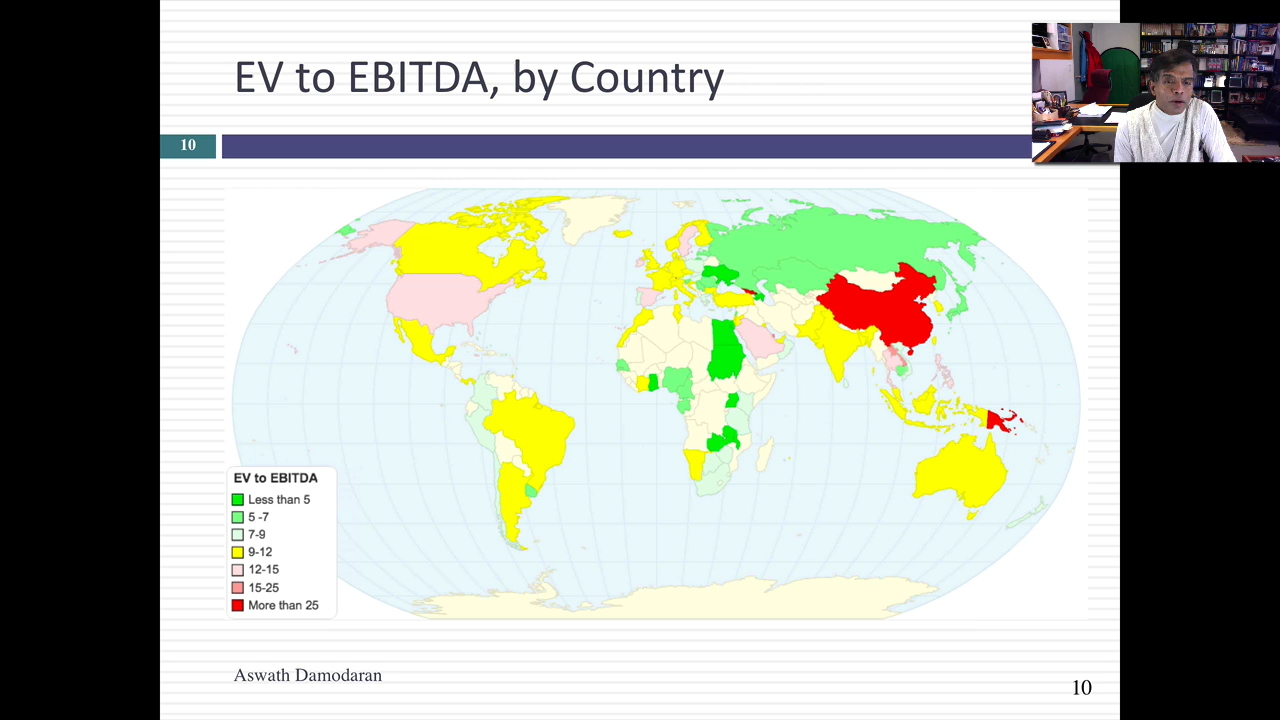 EV to EBITDA, by Country
10
EV to EBITDA
Less than 5
5 -7
7-9
9-12
12-15
15-25
More than 25
Aswath Damodaran
10